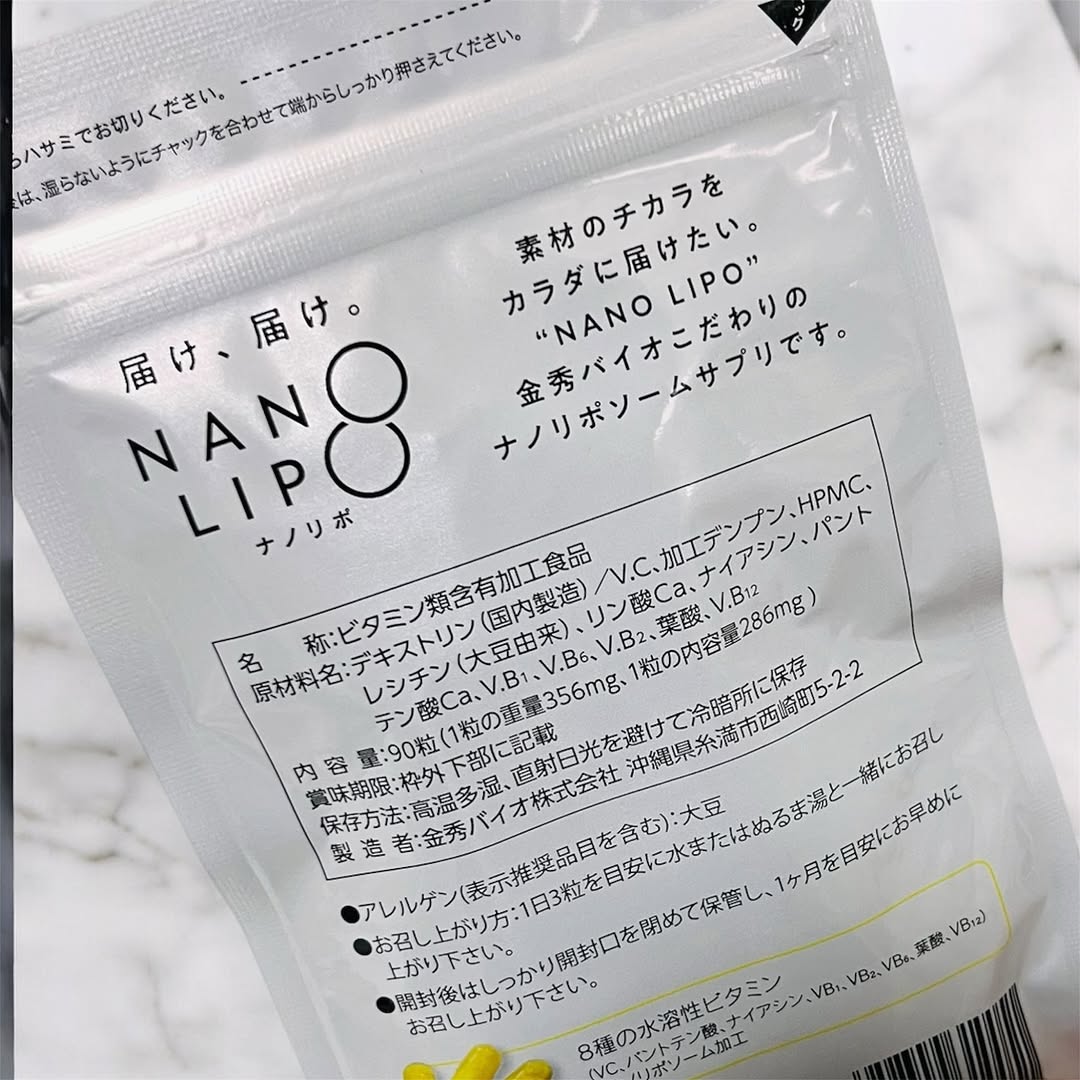 らハサミでお切りください。
は、湿らないようにチャックを合わせて端からしっかり押さえてください。
ック
届け、届け。
NANO
LIPO
ナノリポ
素材のチカラを
カラダに届けたい。
“NANO LIPO”
金秀バイオこだわりの
ナノリポソームサプリです。
名　　称:ビタミン類含有加工食品
原材料名:デキストリン(国内製造)／V.C、加工デンプン、HPMC、
レシチン(大豆由来)、リン酸Ca、ナイアシン、パント
テン酸Ca、V.B1、V.B6、V.B2、葉酸、V.B12
内 容 量:90粒(1粒の重量356mg、1粒の内容量286mg)
賞味期限:枠外下部に記載
保存方法:高温多湿、直射日光を避けて冷暗所に保存
製 造 者:金秀バイオ株式会社 沖縄県糸満市西崎町5-2-2
●アレルゲン(表示推奨品目を含む):大豆
●お召し上がり方:1日3粒を目安に水またはぬるま湯と一緒にお召し
上がり下さい。
●開封後はしっかり開封口を閉めて保管し、1ヶ月を目安にお早めに
お召し上がり下さい。
8種の水溶性ビタミン
(VC、パントテン酸、ナイアシン、VB1、VB2、VB6、葉酸、VB12)
リポソーム加工